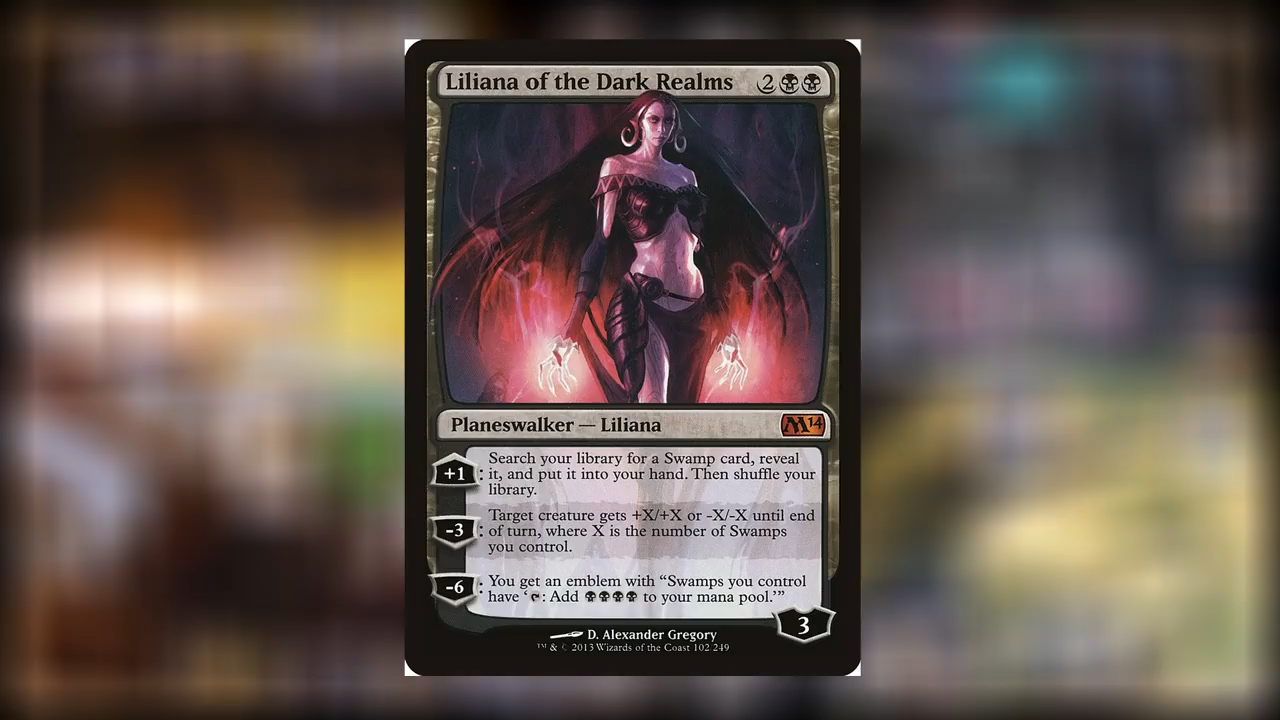 Liliana of the Dark Realms 2
Planeswalker — Liliana M14
+1: Search your library for a Swamp card, reveal
it, and put it into your hand. Then shuffle your
library.
-3: Target creature gets +X/+X or -X/-X until end
of turn, where X is the number of Swamps
you control.
-6: You get an emblem with “Swamps you control
have ‘: Add to your mana pool.’”
3
D. Alexander Gregory
™ & 2013 Wizards of the Coast 102 249